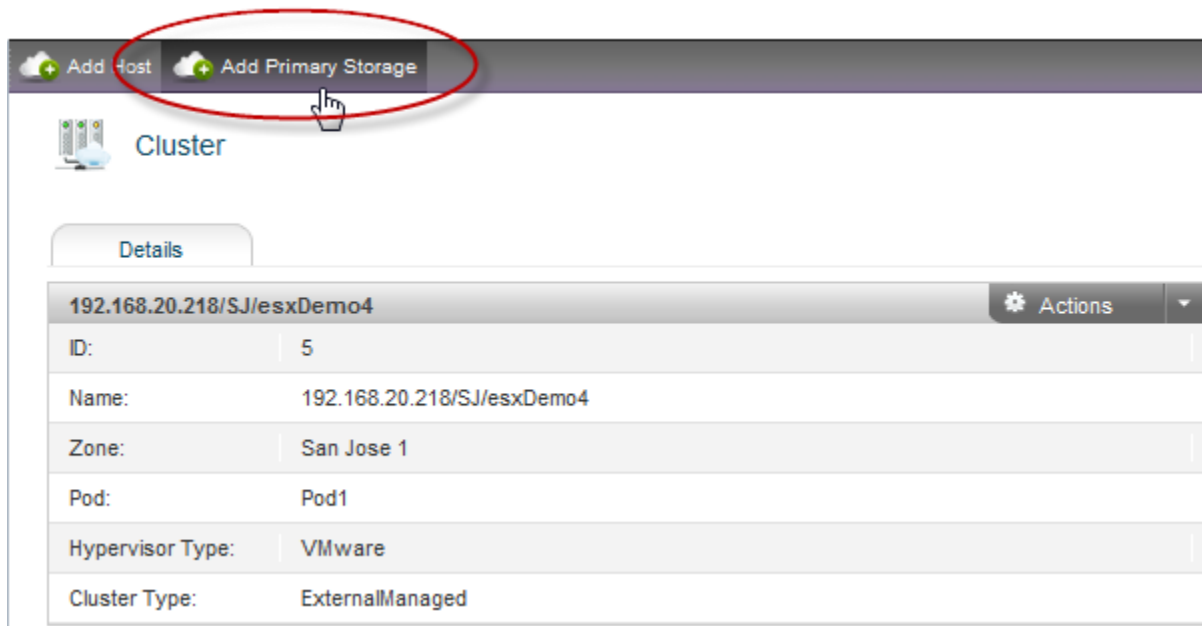 Add Host Add Primary Storage
Cluster
Details
192.168.20.218/SJ/esxDemo4 Actions
ID: 5
Name: 192.168.20.218/SJ/esxDemo4
Zone: San Jose 1
Pod: Pod1
Hypervisor Type: VMware
Cluster Type: ExternalManaged